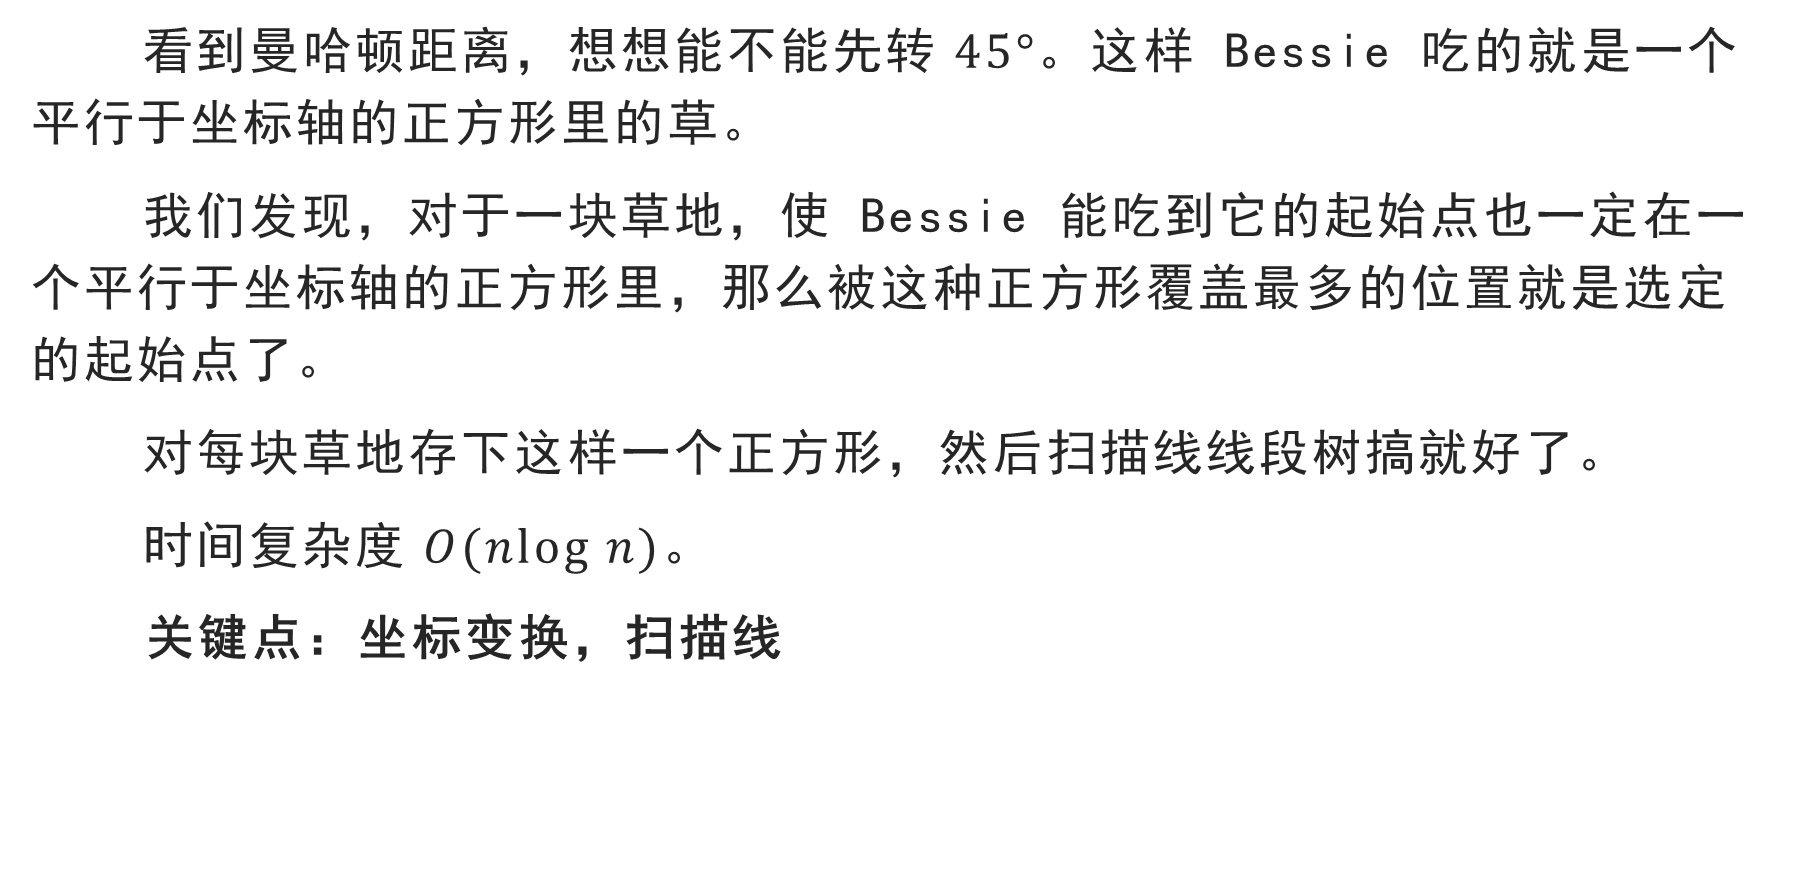 看到曼哈顿距离，想想能不能先转 45°。这样 Bessie 吃的就是一个
平行于坐标轴的正方形里的草。
我们发现，对于一块草地，使 Bessie 能吃到它的起始点也一定在一
个平行于坐标轴的正方形里，那么被这种正方形覆盖最多的位置就是选定
的起始点了。
对每块草地存下这样一个正方形，然后扫描线线段树搞就好了。
时间复杂度 O(nlog n)。
关键点：坐标变换，扫描线